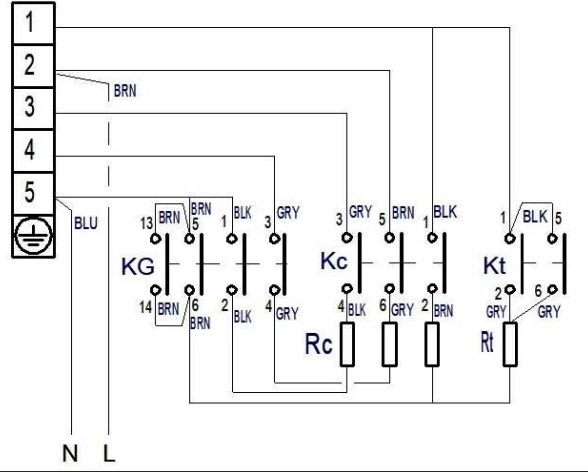 1
2
BRN
3
4
5
BLU
13 BRN BRN 5 1 BLK 3 GRY 3 GRY 5 BRN 1 BLK 1 BLK 5
KG Kc Kt
14 BRN 6 BRN 2 BLK 4 GRY 4 BLK 6 GRY 2 BRN 2 GRY 6 GRY
Rc Rt
N L